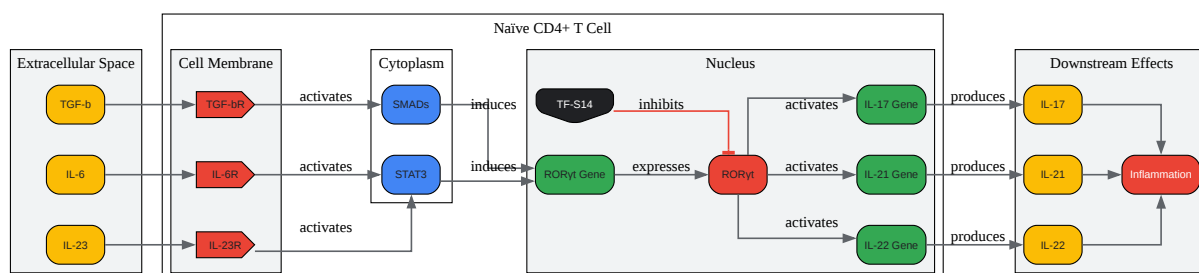 Naïve CD4+ T Cell
Extracellular Space
Cell Membrane
Cytoplasm
Nucleus
Downstream Effects
TGF-b
TGF-bR
activates
SMADs
induces
TF-S14
inhibits
activates
IL-17 Gene
produces
IL-17
IL-6
IL-6R
activates
STAT3
induces
RORγt Gene
expresses
RORγt
activates
IL-21 Gene
produces
IL-21
Inflammation
IL-23
IL-23R
activates
activates
IL-22 Gene
produces
IL-22